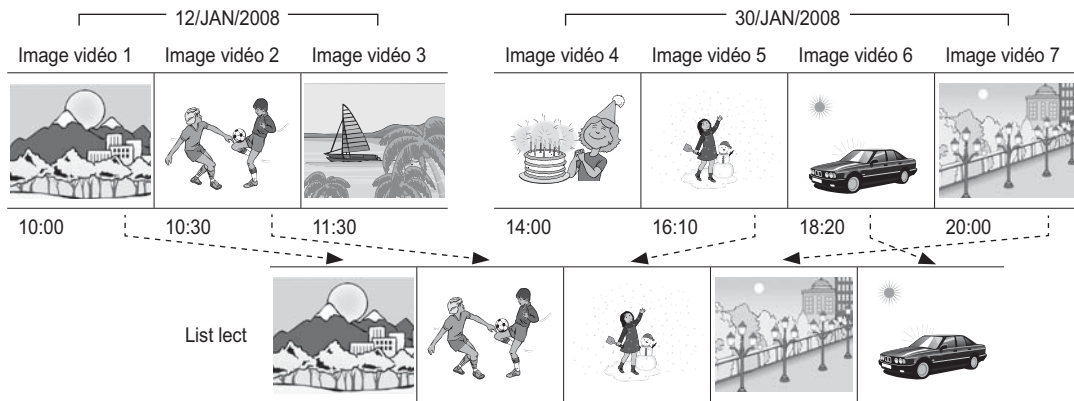 12/JAN/2008 30/JAN/2008
Image vidéo 1 Image vidéo 2 Image vidéo 3 Image vidéo 4 Image vidéo 5 Image vidéo 6 Image vidéo 7
10:00 10:30 11:30 14:00 16:10 18:20 20:00
List lect